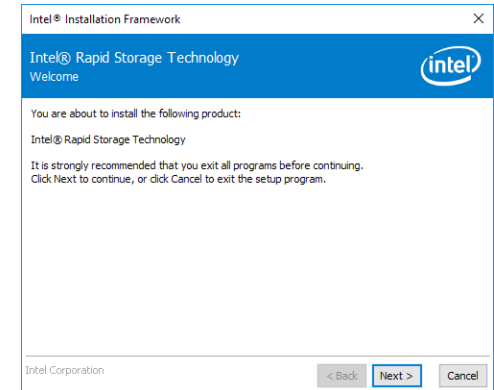 Intel® Installation Framework
Intel® Rapid Storage Technology
Welcome
intel
You are about to install the following product:
Intel® Rapid Storage Technology
It is strongly recommended that you exit all programs before continuing.
Click Next to continue, or click Cancel to exit the setup program.
Intel Corporation
< Back
Next >
Cancel